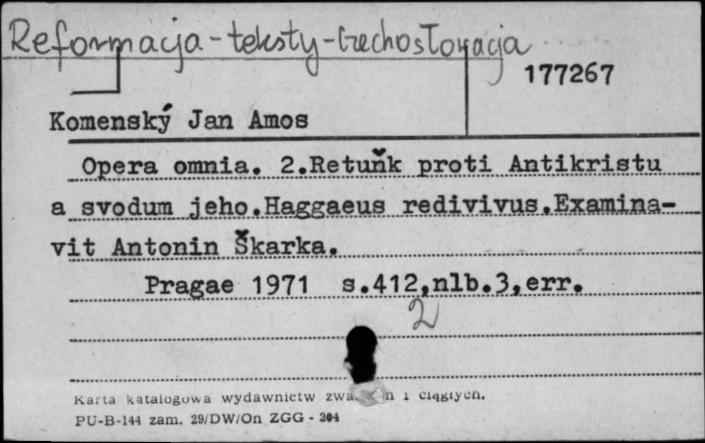 Reformacja - teksty - Czechosłowacja
177267
Komenský Jan Amos
Opera omnia. 2.Retuňk proti Antikristu
a svodum jeho.Haggaeus redivivus.Examina-
vit Antonin Škarka.
Pragae 1971 s.412,nlb.3,err.
2
Karta katalogowa wydawnictw i ciągłych.
PU-B-144 zam. 29/DW/On ZGG - 204